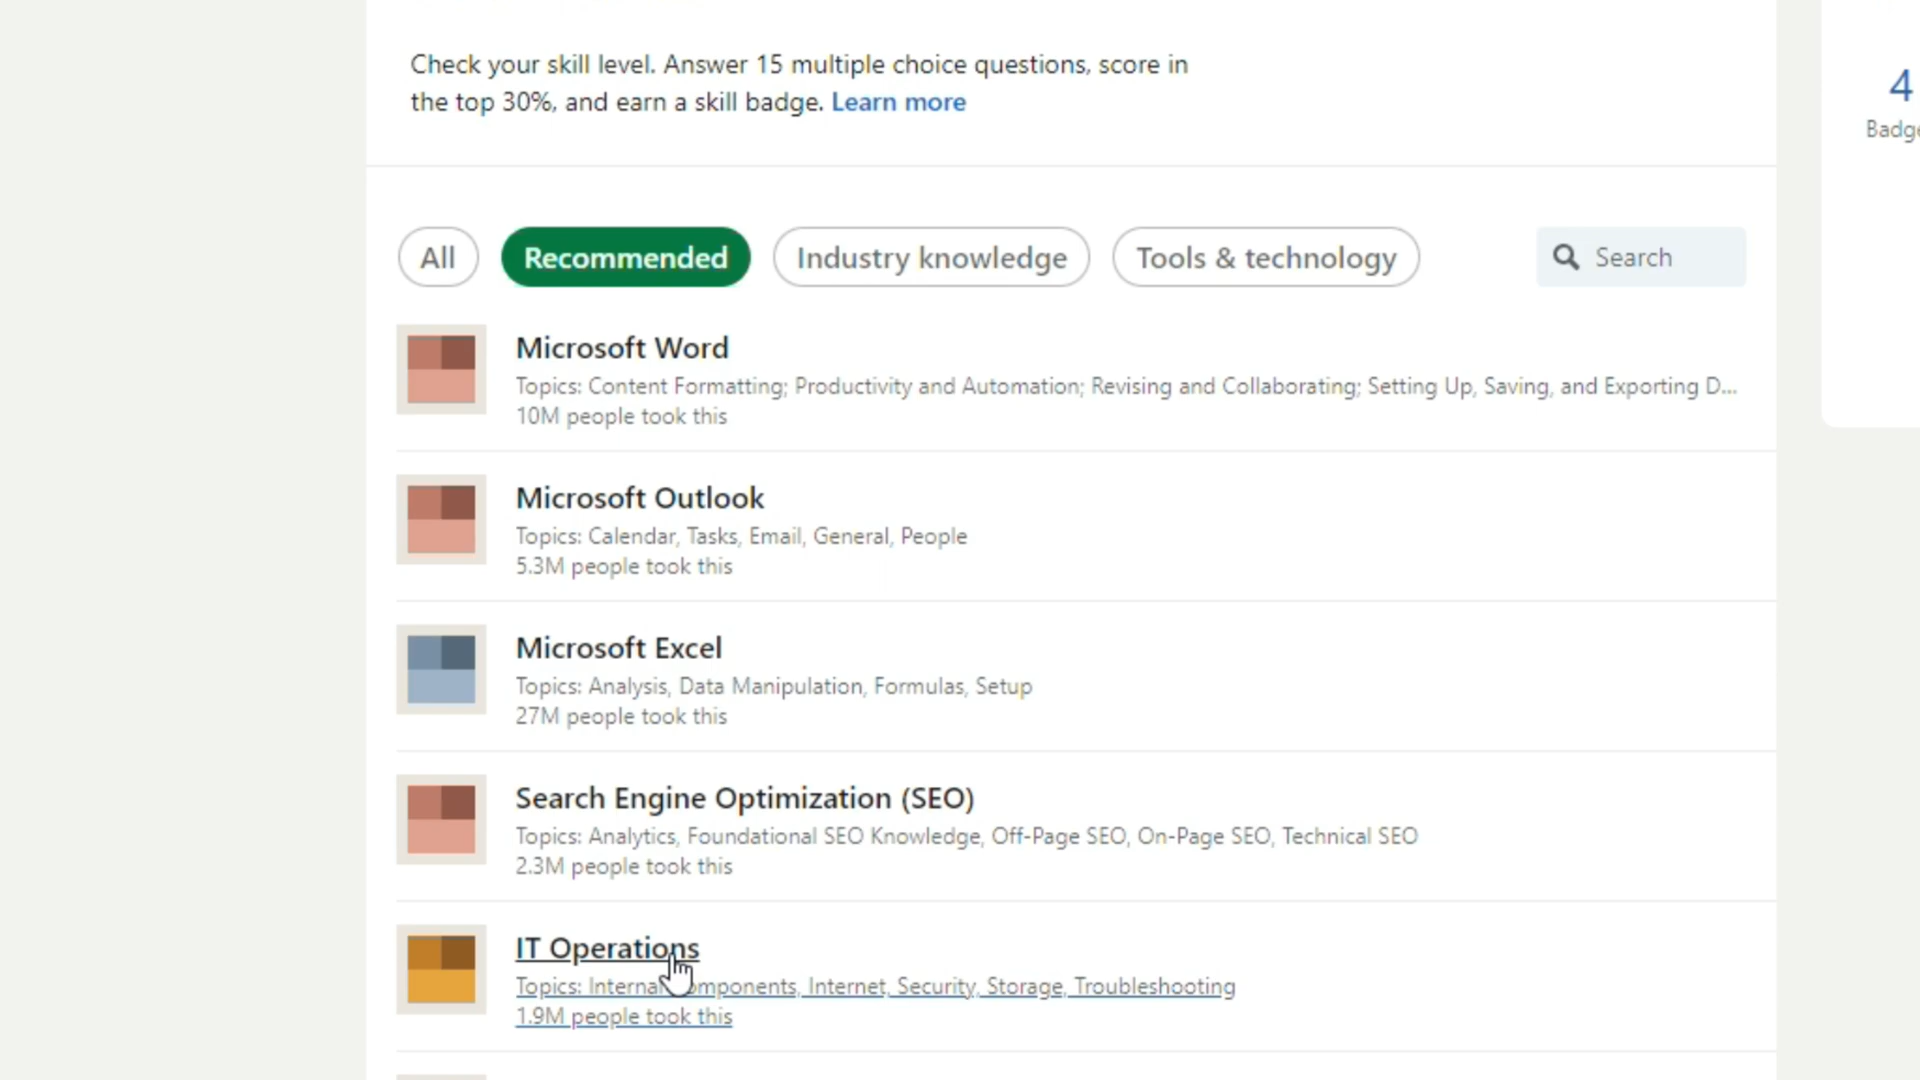 Check your skill level. Answer 15 multiple choice questions, score in
the top 30%, and earn a skill badge. Learn more
4
All
Recommended
Industry knowledge
Tools & technology
Search
Microsoft Word
Topics: Content Formatting; Productivity and Automation; Revising and Collaborating; Setting Up, Saving, and Exporting D...
10M people took this
Microsoft Outlook
Topics: Calendar, Tasks, Email, General, People
5.3M people took this
Microsoft Excel
Topics: Analysis, Data Manipulation, Formulas, Setup
27M people took this
Search Engine Optimization (SEO)
Topics: Analytics, Foundational SEO Knowledge, Off-Page SEO, On-Page SEO, Technical SEO
2.3M people took this
IT Operations
Topics: Internal Components, Internet, Security, Storage, Troubleshooting
1.9M people took this